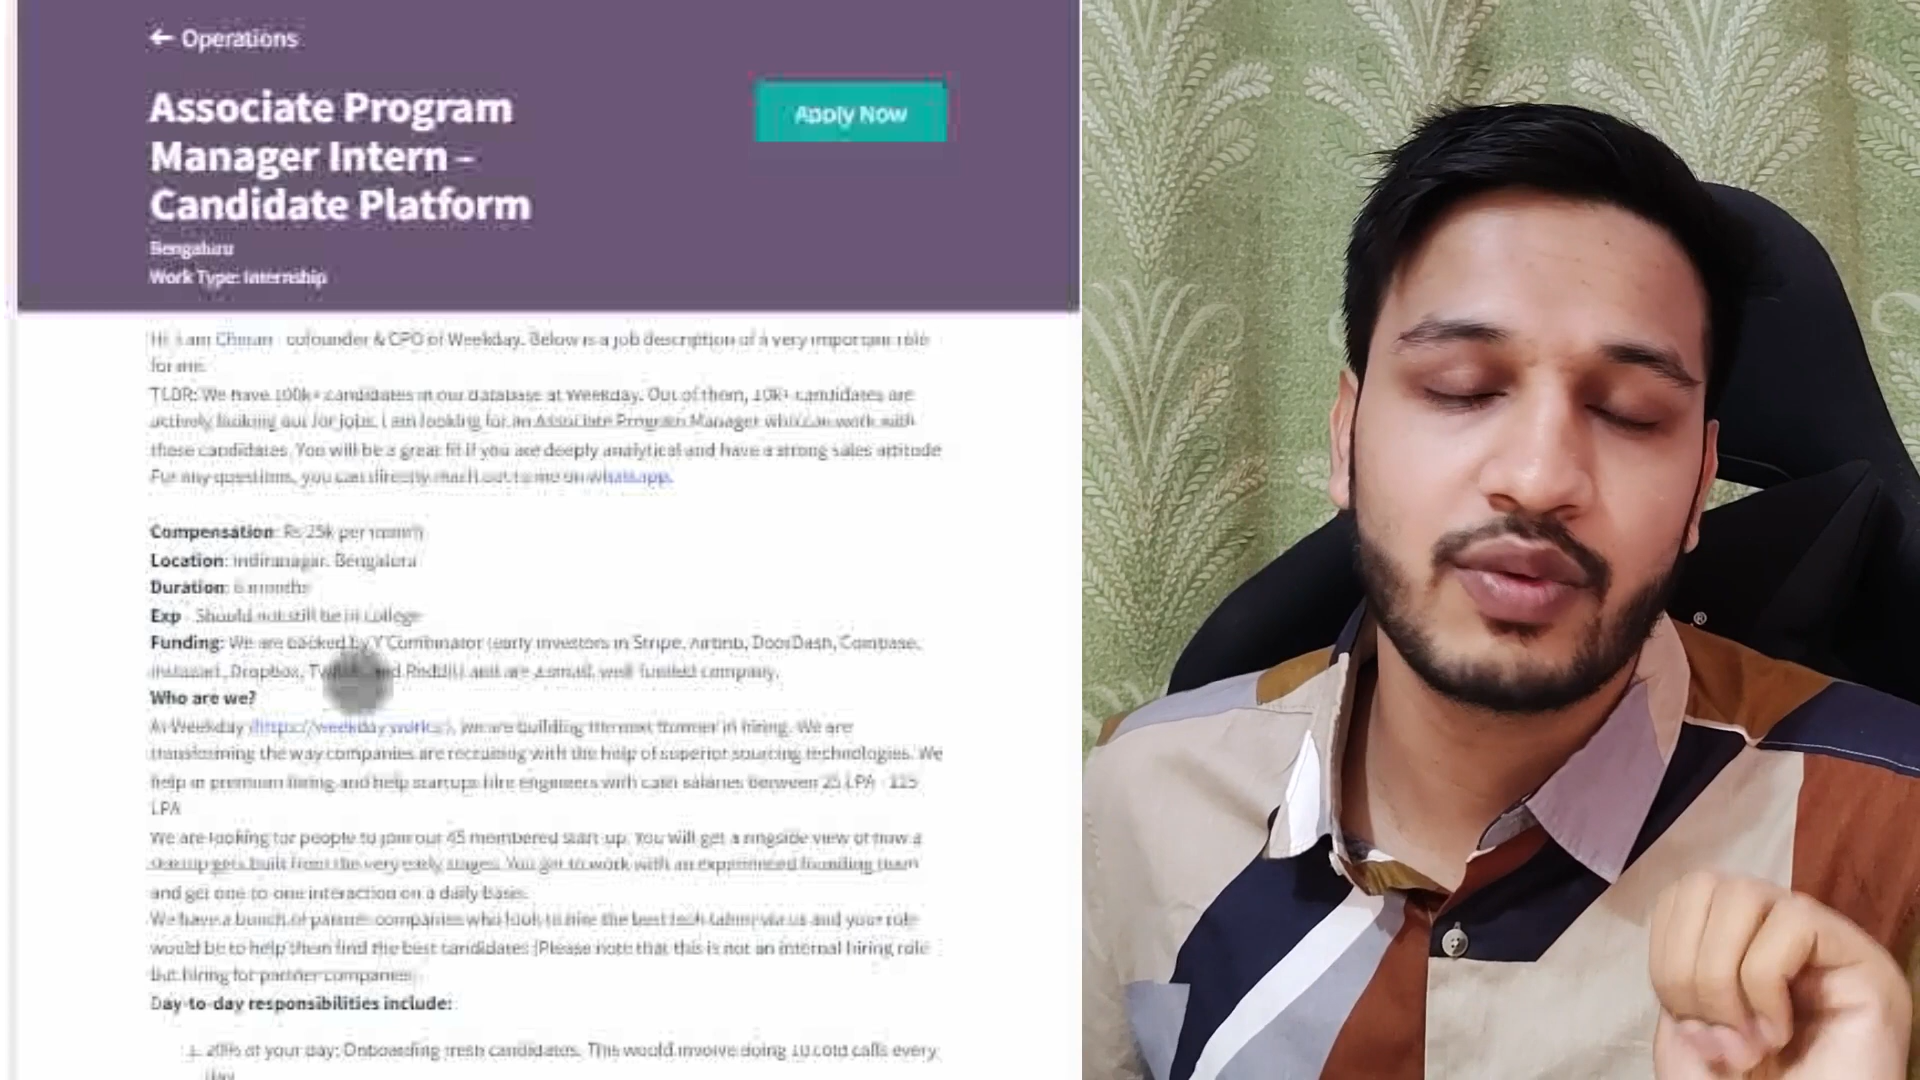 ← Operations
Associate Program
Manager Intern –
Candidate Platform
Apply Now
Bengaluru
Work Type: Internship
Hi I am Chetan cofounder & CPO of Weekday. Below is a job description of a very important role
for me.
TLDR: We have 100k+ candidates in our database at Weekday. Out of them, 10k+ candidates are
actively looking out for jobs. I am looking for an Associate Program Manager who can work with
these candidates. You will be a great fit if you are deeply analytical and have a strong sales attitude
For any questions, you can directly reach out to me on whatsapp.
Compensation: Rs 25k per month
Location: Indiranagar, Bengaluru
Duration: 6 months
Exp Should not still be in college
Funding: We are backed by Y Combinator (early investors in Stripe, Airbnb, DoorDash, Coinbase,
Instacart, Dropbox, and Reddit) and are a small, well funded company.
Who are we?
At Weekday (https://weekday.works), we are building the next frontier in hiring. We are
transforming the way companies are recruiting with the help of superior sourcing technologies. We
help in premium hiring and help startups hire engineers with cash salaries between 25 LPA - 125
LPA
We are looking for people to join our 45 membered start-up. You will get a ringside view of how a
startup gets built from the very early stages. You get to work with an experienced founding team
and get one to one interaction on a daily basis.
We have a bunch of partner companies who look to hire the best tech talent via us and your role
would be to help them find the best candidates (Please note that this is not an internal hiring role
but hiring for partner companies
Day-to-day responsibilities include:
1. 20% of your day: Onboarding fresh candidates. This would involve doing 10 cold calls every
day
®